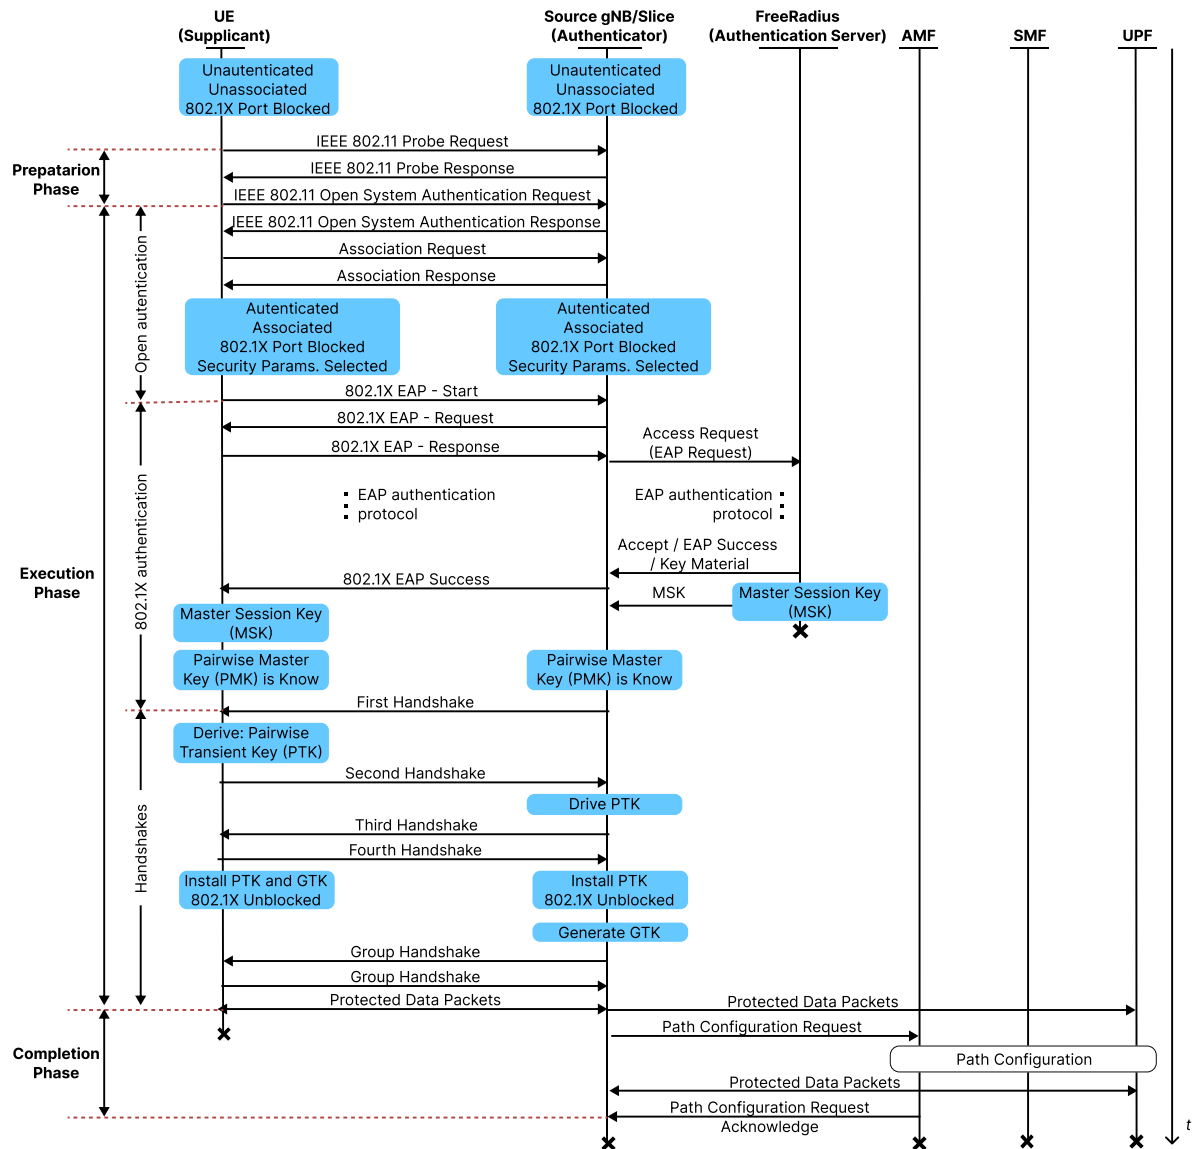 UE
(Supplicant)
Source gNB/Slice
(Authenticator)
FreeRadius
(Authentication Server)
AMF
SMF
UPF
Unautenticated
Unassociated
802.1X Port Blocked
Unautenticated
Unassociated
802.1X Port Blocked
IEEE 802.11 Probe Request
Prepatarion
Phase
IEEE 802.11 Probe Response
IEEE 802.11 Open System Authentication Request
IEEE 802.11 Open System Authentication Response
Association Request
Association Response
Open autentication
Autenticated
Associated
802.1X Port Blocked
Security Params. Selected
Autenticated
Associated
802.1X Port Blocked
Security Params. Selected
802.1X EAP - Start
802.1X EAP - Request
802.1X EAP - Response
Access Request
(EAP Request)
EAP authentication
protocol
EAP authentication
protocol
Execution
Phase
802.1X authentication
Accept / EAP Success
/ Key Material
802.1X EAP Success
MSK
Master Session Key
(MSK)
Master Session Key
(MSK)
Pairwise Master
Key (PMK) is Know
Pairwise Master
Key (PMK) is Know
First Handshake
Derive: Pairwise
Transient Key (PTK)
Second Handshake
Drive PTK
Third Handshake
Fourth Handshake
Handshakes
Install PTK and GTK
802.1X Unblocked
Install PTK
802.1X Unblocked
Generate GTK
Group Handshake
Group Handshake
Protected Data Packets
Protected Data Packets
Path Configuration Request
Completion
Phase
Path Configuration
Protected Data Packets
Path Configuration Request
Acknowledge
t